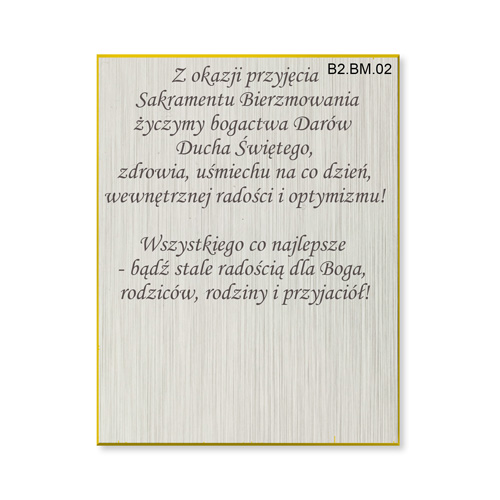 B2.BM.02
Z okazji przyjęcia
Sakramentu Bierzmowania
życzymy bogactwa Darów
Ducha Świętego,
zdrowia, uśmiechu na co dzień,
wewnętrznej radości i optymizmu!
Wszystkiego co najlepsze
- bądź stale radością dla Boga,
rodziców, rodziny i przyjaciół!